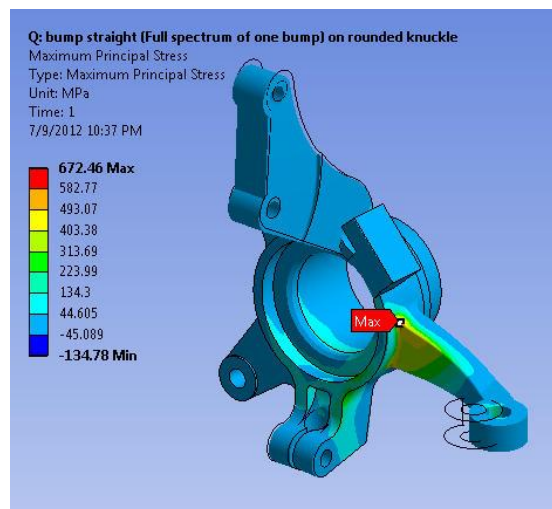 Q: bump straight (Full spectrum of one bump) on rounded knuckle
Maximum Principal Stress
Type: Maximum Principal Stress
Unit: MPa
Time: 1
7/9/2012 10:37 PM
672.46 Max
582.77
493.07
403.38
313.69
223.99
134.3
44.605
-45.089
-134.78 Min
Max